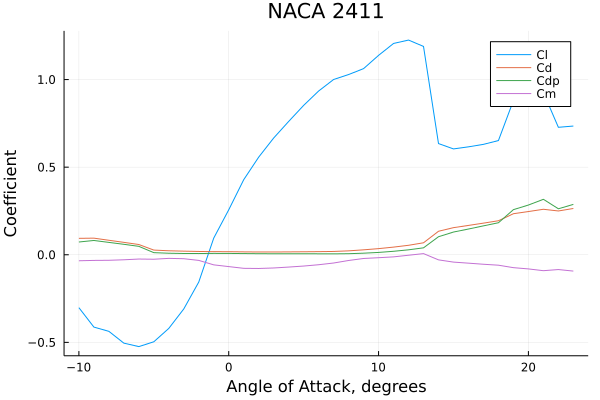 NACA 2411
Cl
Cd
Cdp
Cm
1.0
0.5
0.0
−0.5
Coefficient
−10
0
10
20
Angle of Attack, degrees